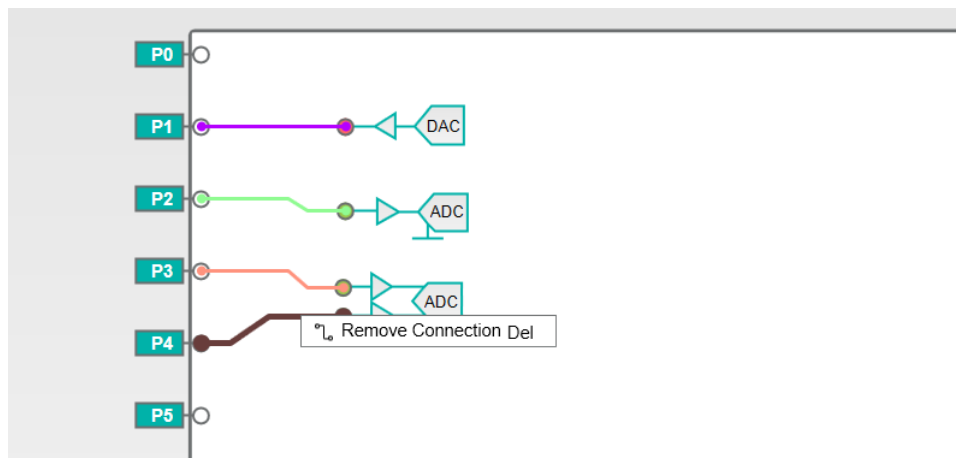 P0
P1 DAC
P2 ADC
P3
ADC
Remove Connection Del
P4
P5